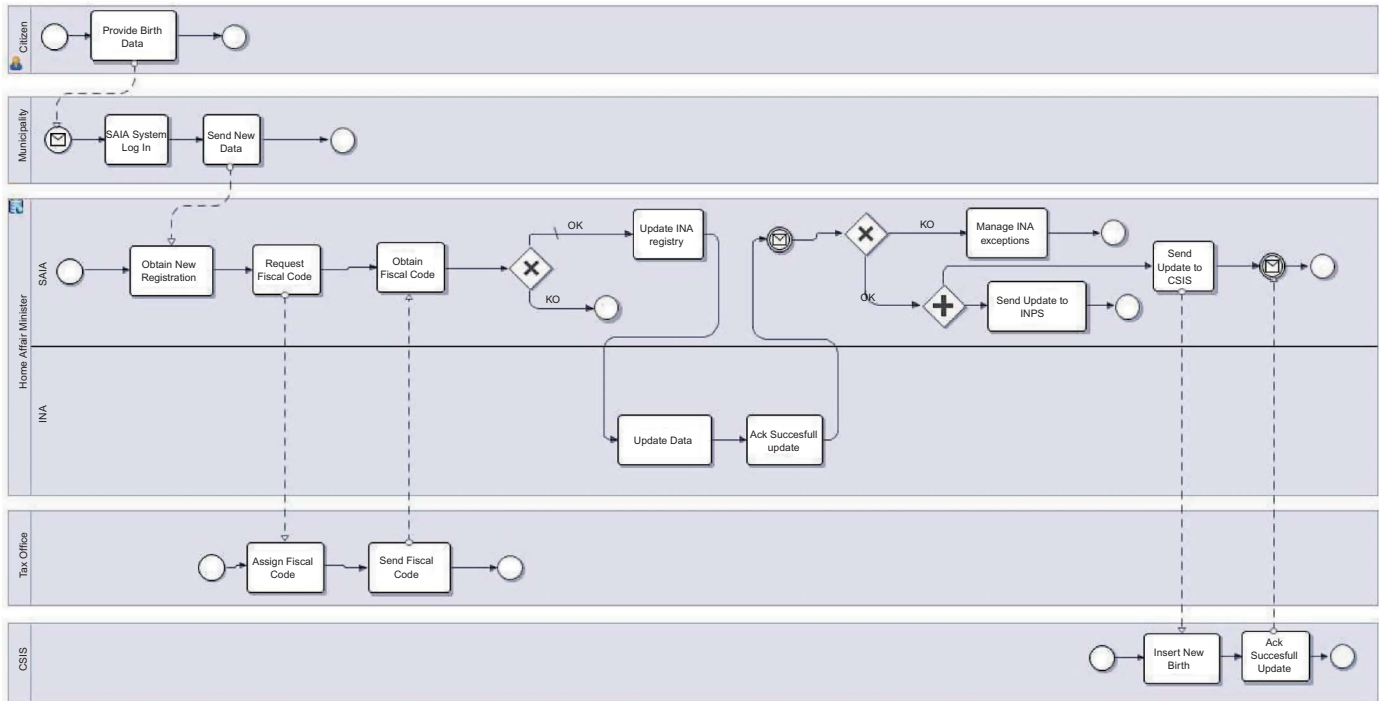 Citizen
Provide Birth
Data
Municipality
SAIA System
Log In
Send New
Data
Home Affair Minister
SAIA
Obtain New
Registration
Request
Fiscal Code
Obtain
Fiscal Code
OK
KO
Update INA
registry
KO
OK
Manage INA
exceptions
Send Update to
INPS
Send
Update to
CSIS
INA
Update Data
Ack Succesfull
update
Tax Office
Assign Fiscal
Code
Send Fiscal
Code
CSIS
Insert New
Birth
Ack
Succesfull
Update